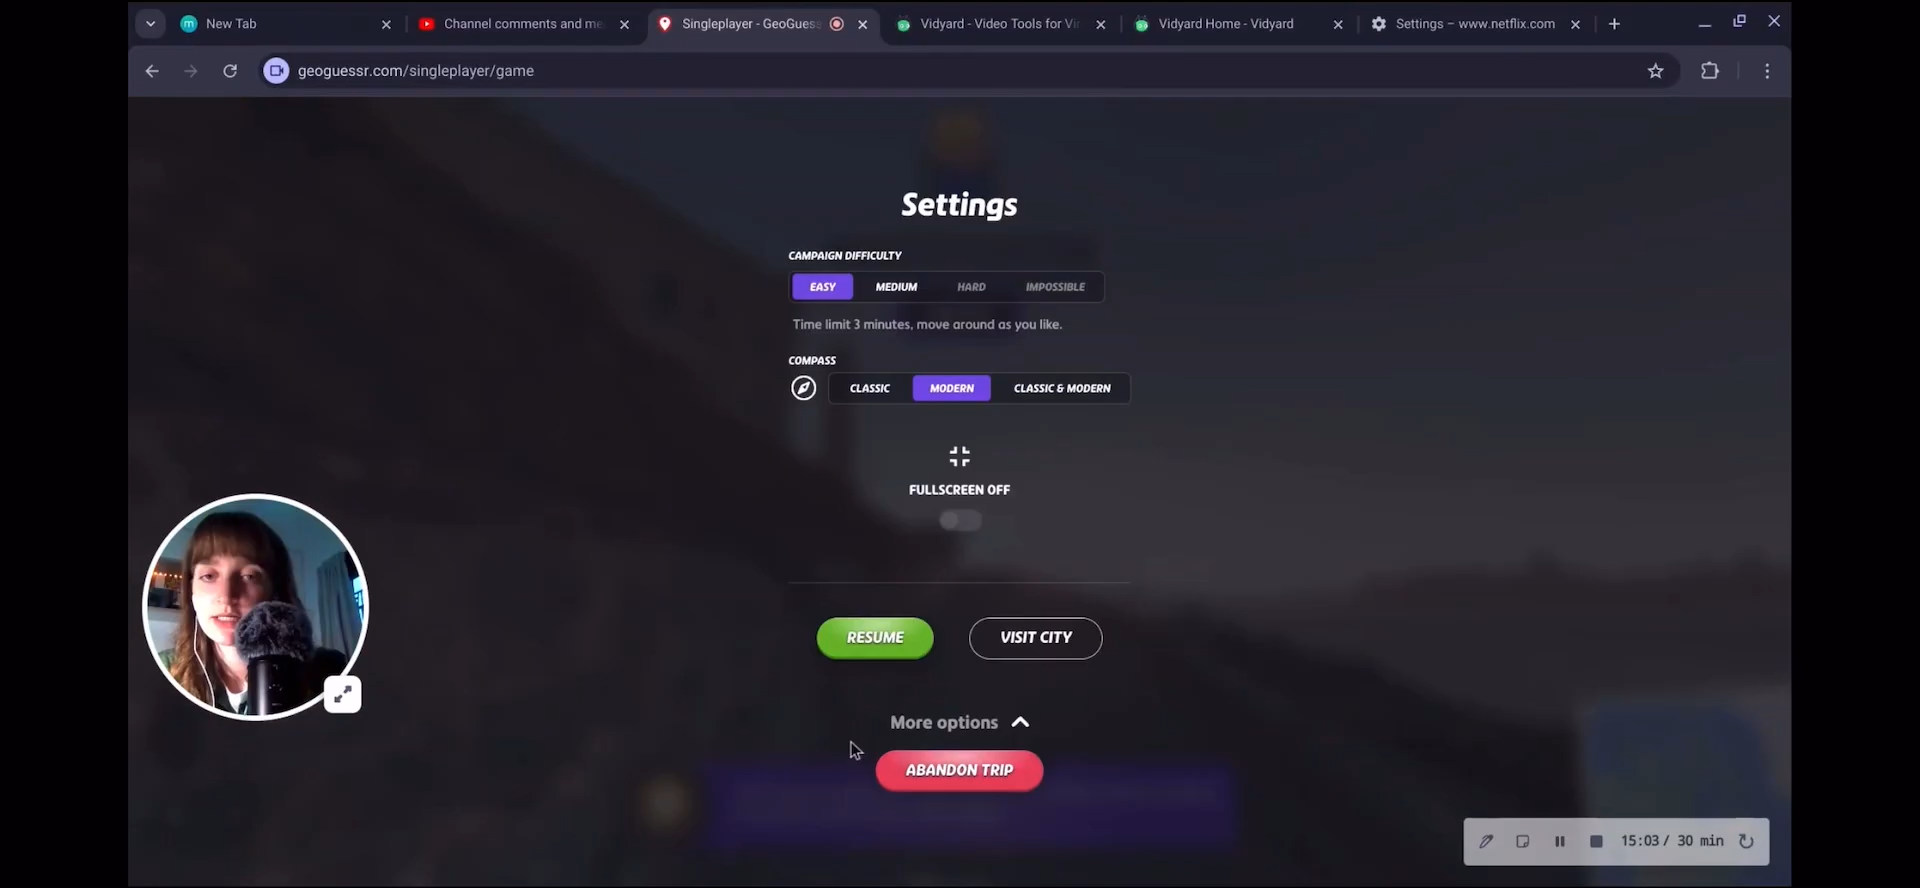 New Tab
Channel comments and me
Singleplayer - GeoGuess
Vidyard - Video Tools for Vir
Vidyard Home - Vidyard
Settings – www.netflix.com
geoguessr.com/singleplayer/game
Settings
CAMPAIGN DIFFICULTY
EASY MEDIUM HARD IMPOSSIBLE
Time limit 3 minutes, move around as you like.
COMPASS
CLASSIC MODERN CLASSIC & MODERN
FULLSCREEN OFF
RESUME VISIT CITY
More options
ABANDON TRIP
15:03 / 30 min